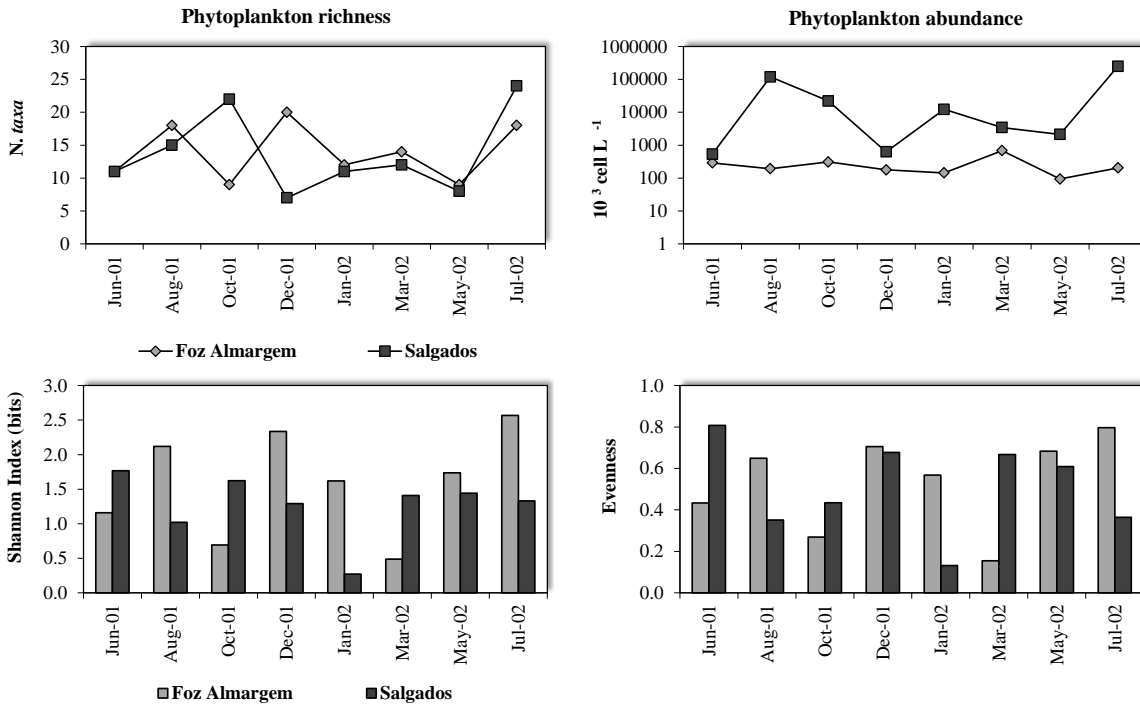 Phytoplankton richness
N. taxa
30
25
20
15
10
5
0
Jun-01
Aug-01
Oct-01
Dec-01
Jan-02
Mar-02
May-02
Jul-02
Foz Almargem
Salgados
Phytoplankton abundance
10 3 cell L -1
1000000
100000
10000
1000
100
10
1
Jun-01
Aug-01
Oct-01
Dec-01
Jan-02
Mar-02
May-02
Jul-02
Shannon Index (bits)
3.0
2.5
2.0
1.5
1.0
0.5
0.0
Jun-01
Aug-01
Oct-01
Dec-01
Jan-02
Mar-02
May-02
Jul-02
Foz Almargem
Salgados
Evenness
1.0
0.8
0.6
0.4
0.2
0.0
Jun-01
Aug-01
Oct-01
Dec-01
Jan-02
Mar-02
May-02
Jul-02